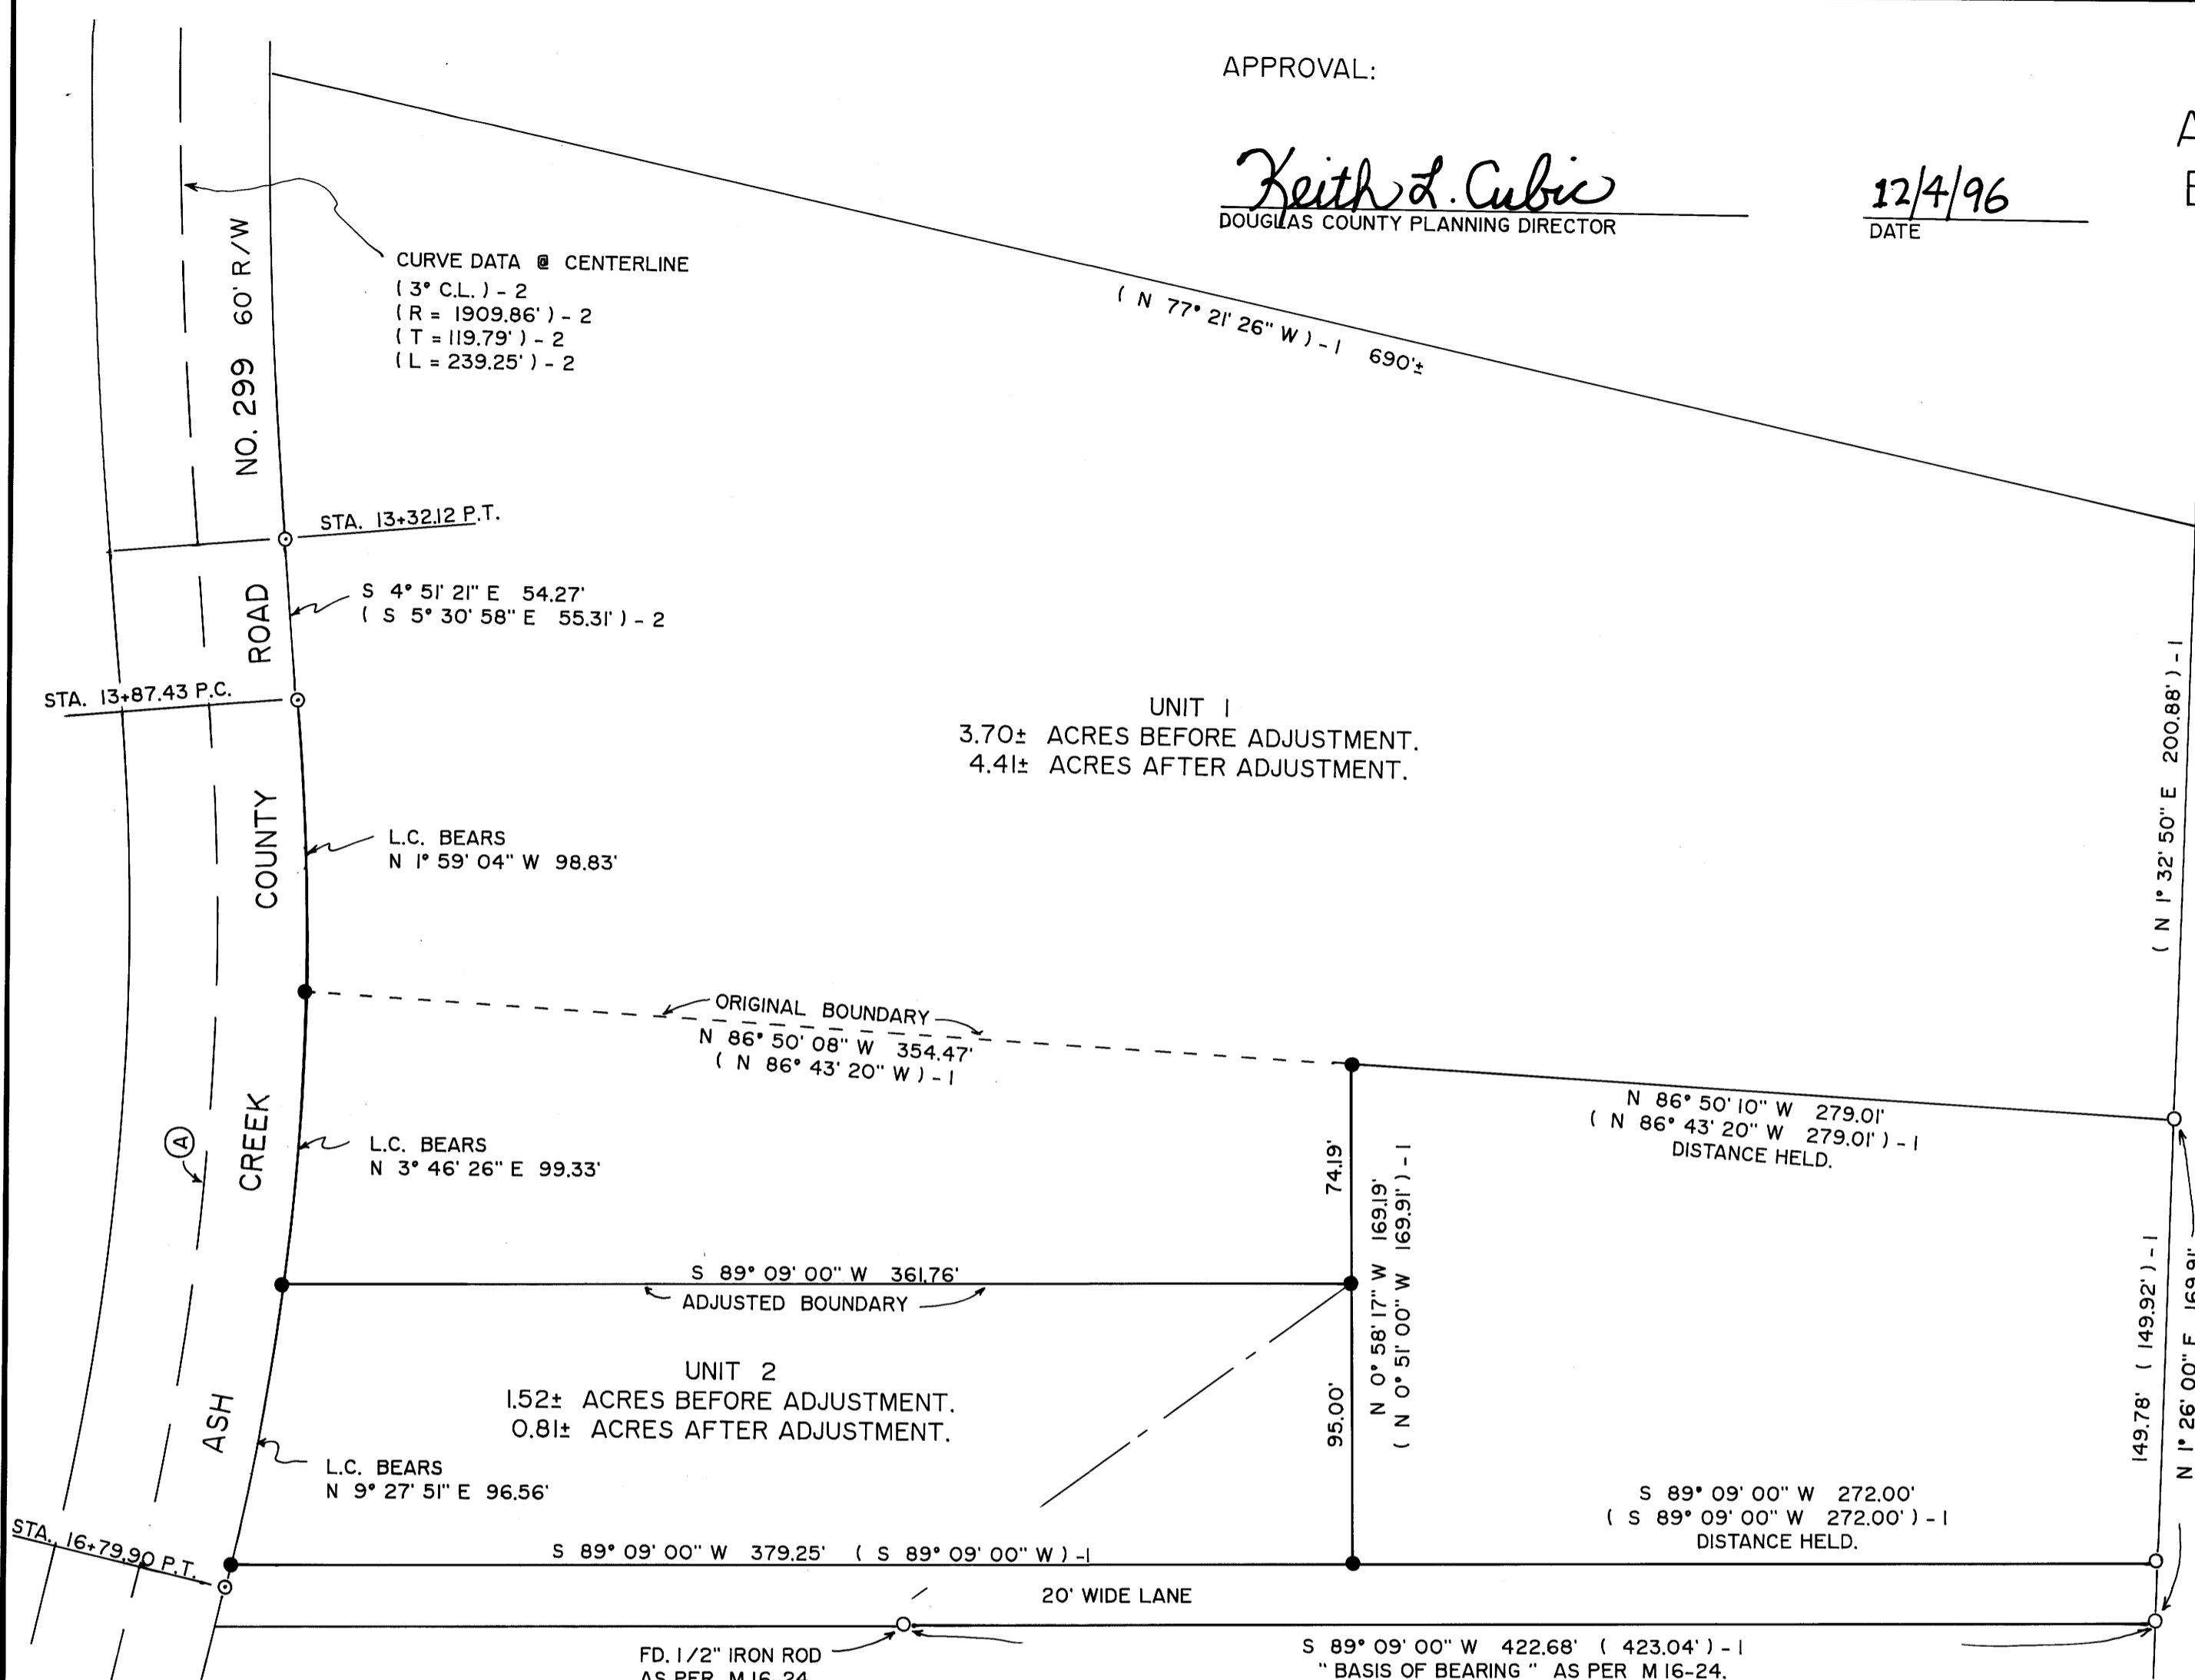 APPROVAL:
Keith L. Cubic
DOUGLAS COUNTY PLANNING DIRECTOR
12/4/96
DATE
A
E
NO. 299 60' R/W
CURVE DATA @ CENTERLINE
( 3° C.L. ) - 2
( R = 1909.86' ) - 2
( T = 119.79' ) - 2
( L = 239.25' ) - 2
( N 77° 21' 26" W ) - 1 690'±
STA. 13+32.12 P.T.
ROAD
S 4° 51' 21" E 54.27'
( S 5° 30' 58" E 55.31' ) - 2
STA. 13+87.43 P.C.
UNIT 1
3.70± ACRES BEFORE ADJUSTMENT.
4.41± ACRES AFTER ADJUSTMENT.
( N 1° 32' 50" E 200.88' ) - 1
COUNTY
L.C. BEARS
N 1° 59' 04" W 98.83'
ORIGINAL BOUNDARY
N 86° 50' 08" W 354.47'
( N 86° 43' 20" W ) - 1
N 86° 50' 10" W 279.01'
( N 86° 43' 20" W 279.01' ) - 1
DISTANCE HELD.
A
CREEK
L.C. BEARS
N 3° 46' 26" E 99.33'
74.19'
N 0° 58' 17" W 169.19'
( N 0° 51' 00" W 169.91' ) - 1
S 89° 09' 00" W 361.76'
ADJUSTED BOUNDARY
149.78' ( 149.92' ) - 1
N 1° 26' 00" E 169.91'
UNIT 2
1.52± ACRES BEFORE ADJUSTMENT.
0.81± ACRES AFTER ADJUSTMENT.
95.00'
ASH
L.C. BEARS
N 9° 27' 51" E 96.56'
S 89° 09' 00" W 272.00'
( S 89° 09' 00" W 272.00' ) - 1
DISTANCE HELD.
STA. 16+79.90 P.T.
S 89° 09' 00" W 379.25' ( S 89° 09' 00" W ) - 1
20' WIDE LANE
FD. 1/2" IRON ROD
AS PER M 16-24
S 89° 09' 00" W 422.68' ( 423.04' ) - 1
" BASIS OF BEARING " AS PER M 16-24.